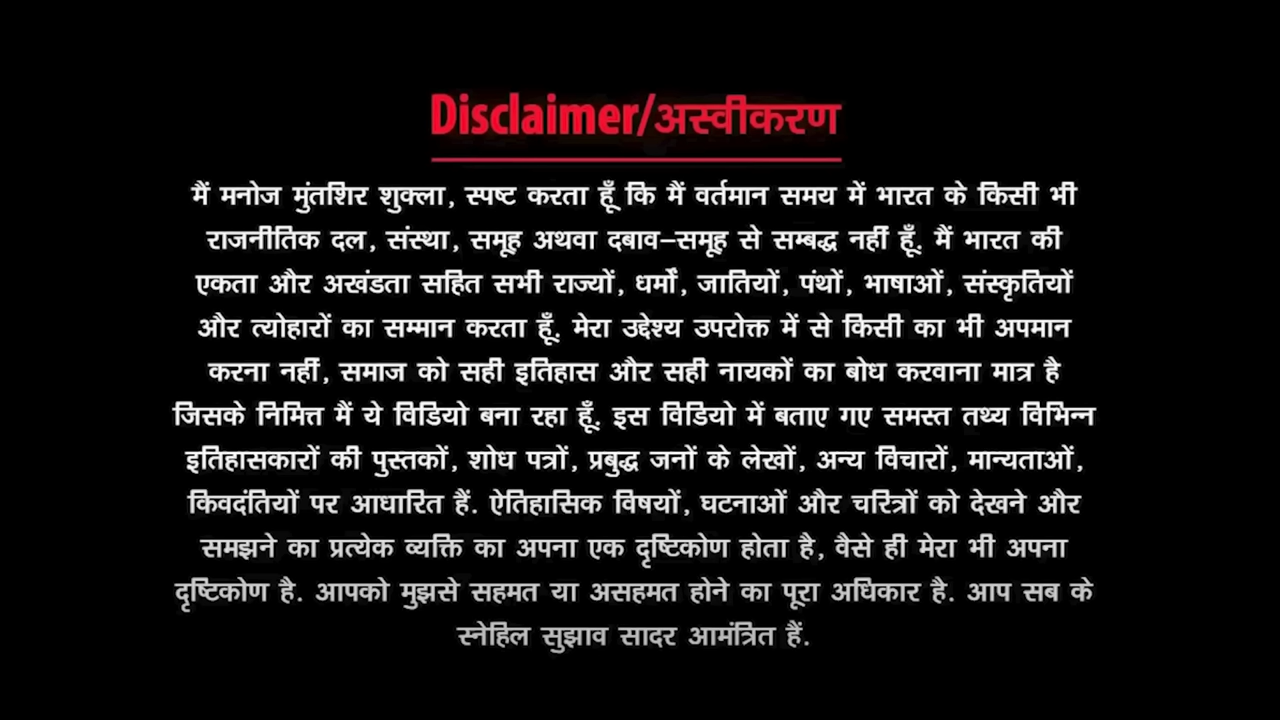 Disclaimer/अस्वीकरण
मैं मनोज मुंतशिर शुक्ला, स्पष्ट करता हूँ कि मैं वर्तमान समय में भारत के किसी भी
राजनीतिक दल, संस्था, समूह अथवा दबाव–समूह से सम्बद्ध नहीं हूँ. मैं भारत की
एकता और अखंडता सहित सभी राज्यों, धर्मों, जातियों, पंथों, भाषाओं, संस्कृतियों
और त्योहारों का सम्मान करता हूँ. मेरा उद्देश्य उपरोक्त में से किसी का भी अपमान
करना नहीं, समाज को सही इतिहास और सही नायकों का बोध करवाना मात्र है
जिसके निमित्त मैं ये विडियो बना रहा हूँ. इस विडियो में बताए गए समस्त तथ्य विभिन्न
इतिहासकारों की पुस्तकों, शोध पत्रों, प्रबुद्ध जनों के लेखों, अन्य विचारों, मान्यताओं,
किवदंतियों पर आधारित हैं. ऐतिहासिक विषयों, घटनाओं और चरित्रों को देखने और
समझने का प्रत्येक व्यक्ति का अपना एक दृष्टिकोण होता है, वैसे ही मेरा भी अपना
दृष्टिकोण है. आपको मुझसे सहमत या असहमत होने का पूरा अधिकार है. आप सब के
स्नेहिल सुझाव सादर आमंत्रित हैं.